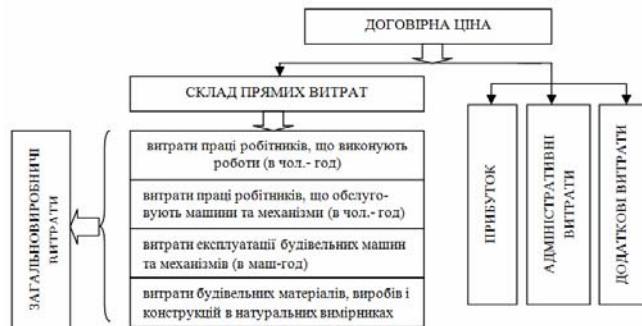 ДОГОВІРНА ЦІНА
СКЛАД ПРЯМИХ ВИТРАТ
витрати праці робітників, що виконують
роботи (в чол.- год)
витрати праці робітників, що обслуго-
вують машини та механізми (в чол.- год)
витрати експлуатації будівельних машин
та механізмів (в маш-год)
витрати будівельних матеріалів, виробів і
конструкцій в натуральних вимірниках
ЗАГАЛЬНОВИРОБНИЧІ
ВИТРАТИ
ПРИБУТОК
АДМІНІСТРАТИВНІ
ВИТРАТИ
ДОДАТКОВІ ВИТРАТИ